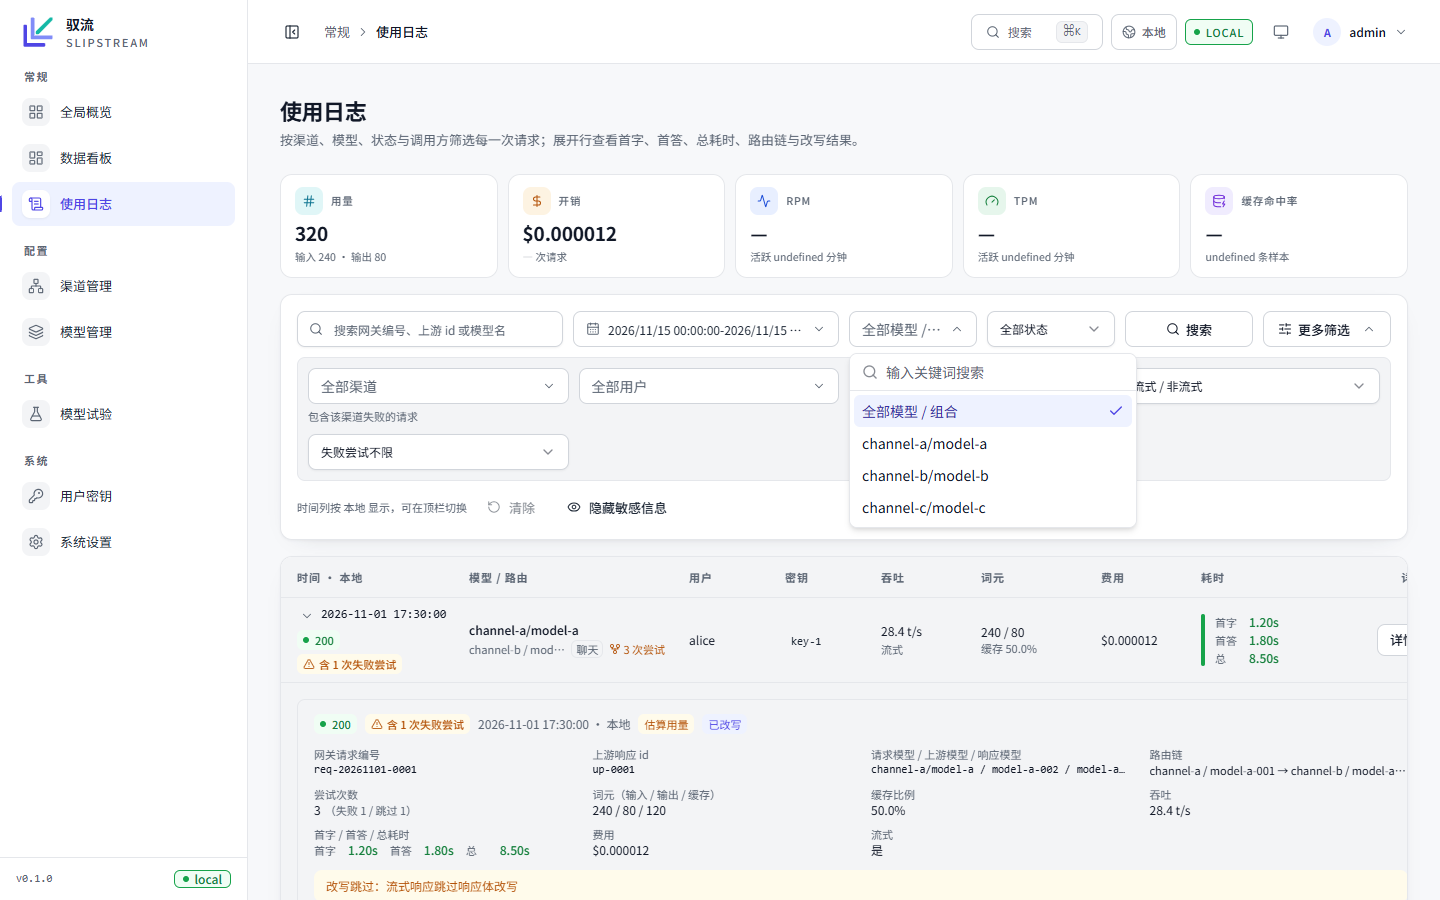 驭流
SLIPSTREAM
常规
全局概览
数据看板
使用日志
配置
渠道管理
模型管理
工具
模型试验
系统
用户密钥
系统设置
v0.1.0
local
常规
使用日志
搜索
⌘K
本地
LOCAL
A
admin
使用日志
按渠道、模型、状态与调用方筛选每一次请求；展开行查看首字、首答、总耗时、路由链与改写结果。
用量
320
输入 240 • 输出 80
开销
$0.000012
— 次请求
RPM
—
活跃 undefined 分钟
TPM
—
活跃 undefined 分钟
缓存命中率
—
undefined 条样本
搜索网关编号、上游 id 或模型名
2026/11/15 00:00:00-2026/11/15 ···
全部模型 /···
全部状态
搜索
更多筛选
全部渠道
全部用户
流式 / 非流式
包含该渠道失败的请求
失败尝试不限
输入关键词搜索
全部模型 / 组合
channel-a/model-a
channel-b/model-b
channel-c/model-c
时间列按 本地 显示，可在顶栏切换
清除
隐藏敏感信息
时间 • 本地
模型 / 路由
用户
密钥
吞吐
词元
费用
耗时
2026-11-01 17:30:00
200
含 1 次失败尝试
channel-a/model-a
channel-b / mod···
聊天
3 次尝试
alice
key-1
28.4 t/s
流式
240 / 80
缓存 50.0%
$0.000012
首字 1.20s
首答 1.80s
总 8.50s
详情
200
含 1 次失败尝试
2026-11-01 17:30:00 • 本地
估算用量
已改写
网关请求编号
req-20261101-0001
上游响应 id
up-0001
请求模型 / 上游模型 / 响应模型
channel-a/model-a / model-a-002 / model-a…
路由链
channel-a / model-a-001 → channel-b / model-a···
尝试次数
3 （失败 1 / 跳过 1）
词元（输入 / 输出 / 缓存）
240 / 80 / 120
缓存比例
50.0%
吞吐
28.4 t/s
首字 / 首答 / 总耗时
首字 1.20s 首答 1.80s 总 8.50s
费用
$0.000012
流式
是
改写跳过：流式响应跳过响应体改写